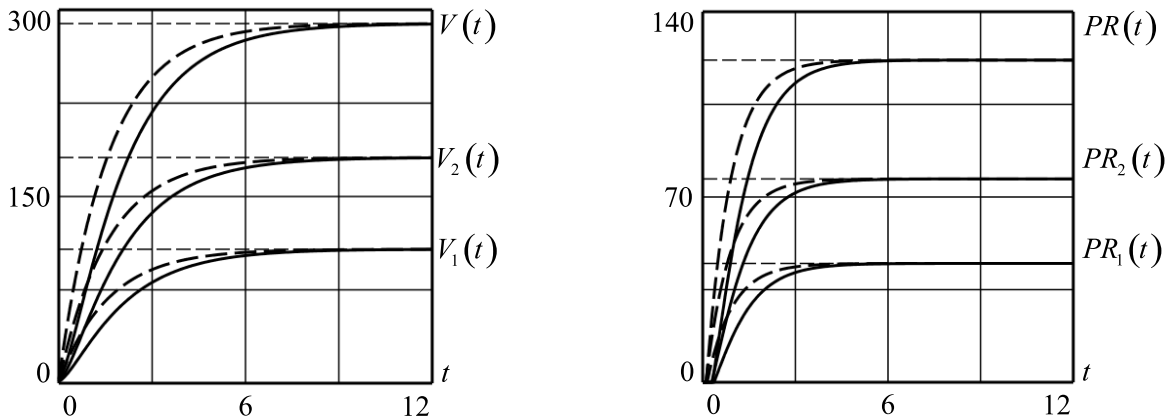 300
V(t)
V₂(t)
150
V₁(t)
0
t
0 6 12
140
PR(t)
PR₂(t)
70
PR₁(t)
0
t
0 6 12